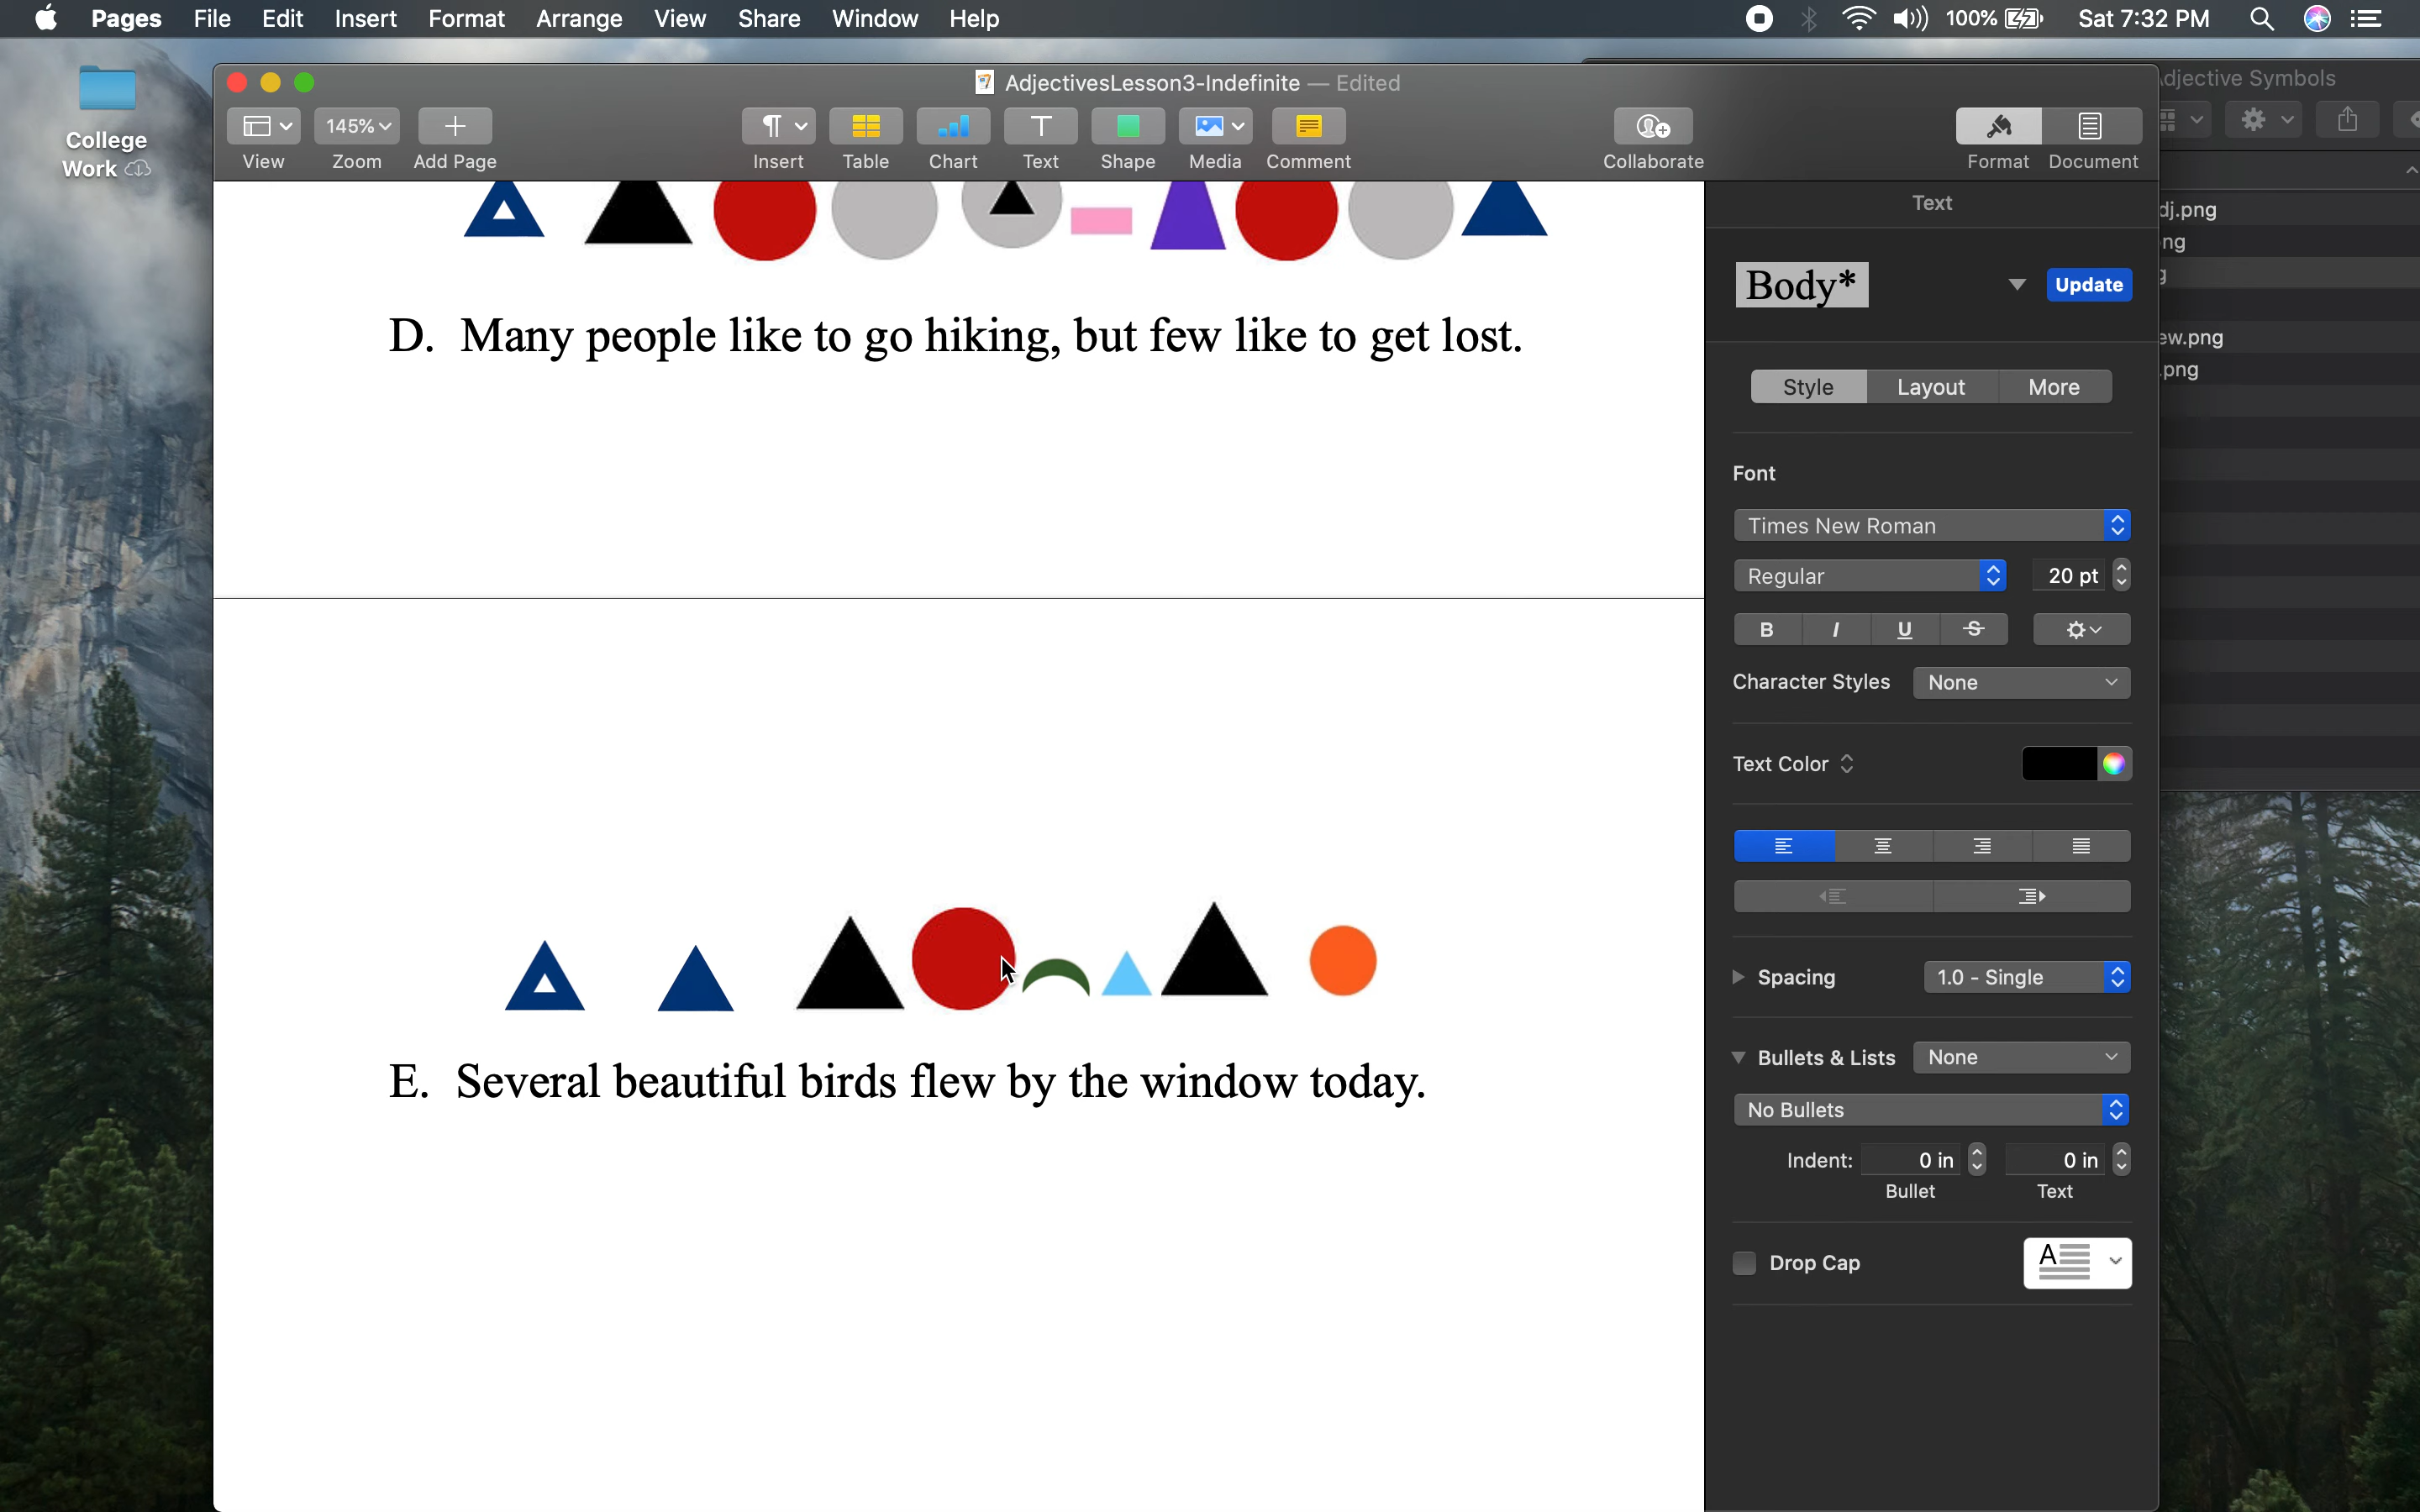 Pages File Edit Insert Format Arrange View Share Window Help 100% Sat 7:32 PM
College
Work
AdjectivesLesson3-Indefinite — Edited
djective Symbols
145%
View Zoom Add Page Insert Table Chart Text Shape Media Comment Collaborate Format Document
Text
dj.png
ng
Body* Update
ew.png
.png
D. Many people like to go hiking, but few like to get lost.
Style Layout More
Font
Times New Roman
Regular 20 pt
B I U S
Character Styles None
Text Color
Spacing 1.0 - Single
E. Several beautiful birds flew by the window today.
Bullets & Lists None
No Bullets
Indent: 0 in 0 in
Bullet Text
Drop Cap A